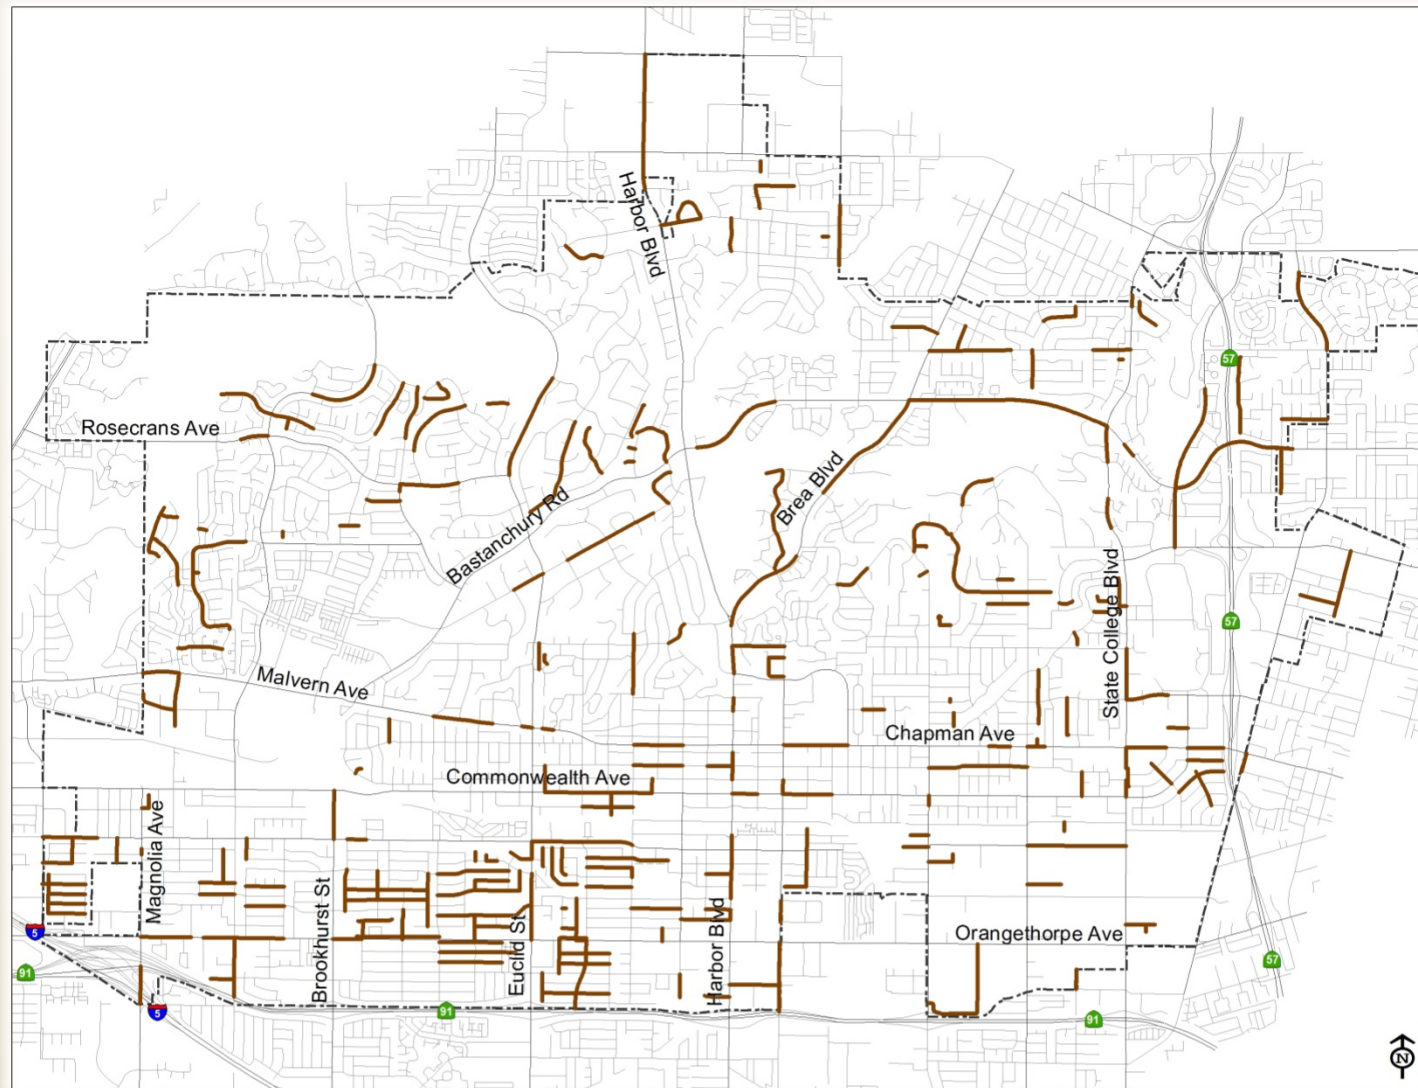 Harbor Blvd
57
Rosecrans Ave
Brea Blvd
Bastanchury Rd
State College Blvd
57
Malvern Ave
Chapman Ave
Commonwealth Ave
Magnolia Ave
Brookhurst St
Euclid St
Harbor Blvd
Orangethorpe Ave
5
91
57
5
91
91
N